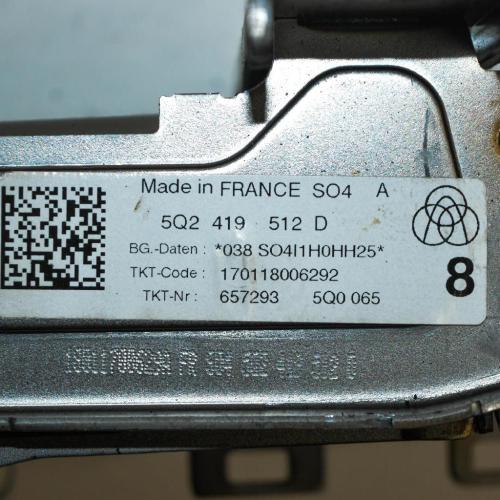 Made in FRANCE SO4 A
5Q2 419 512 D
BG.-Daten : *038 SO4I1H0HH25*
TKT-Code : 170118006292
TKT-Nr : 657293 5Q0 065
8